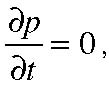 ∂p/∂t = 0,